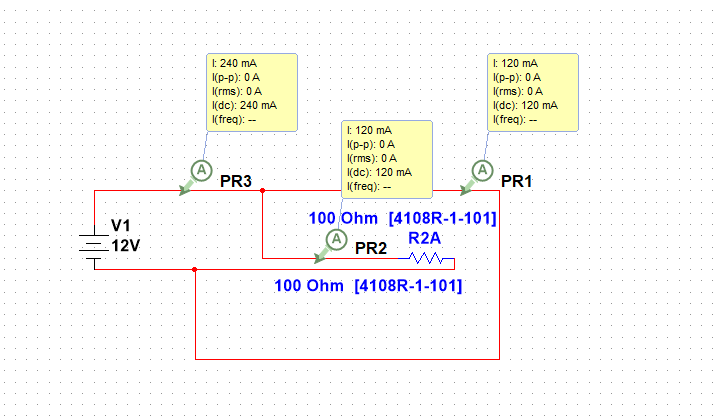 I: 240 mA
I(p-p): 0 A
I(rms): 0 A
I(dc): 240 mA
I(freq): --
I: 120 mA
I(p-p): 0 A
I(rms): 0 A
I(dc): 120 mA
I(freq): --
I: 120 mA
I(p-p): 0 A
I(rms): 0 A
I(dc): 120 mA
I(freq): --
A
PR3
A
PR1
V1
12V
100 Ohm [4108R-1-101]
R2A
A
PR2
100 Ohm [4108R-1-101]